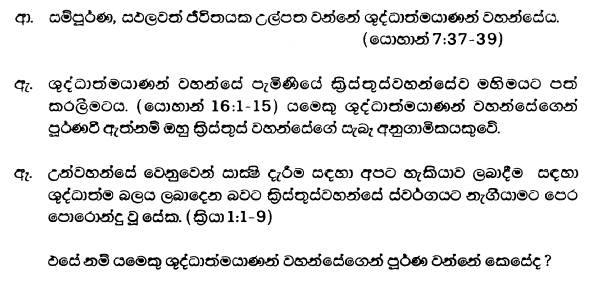 ආ. සම්පූර්ණ, සඵලවත් ජීවිතයක උල්පත වන්නේ ශුද්ධාත්මයාණන් වහන්සේය.
(යොහාන් 7:37-39)
ඇ. ශුද්ධාත්මයාණන් වහන්සේ පැමිණියේ ක්‍රිස්තුස්වහන්සේව මහිමයට පත්
කරලීමටය. (යොහාන් 16:1-15) යමෙකු ශුද්ධාත්මයාණන් වහන්සේගෙන්
පූර්ණවී ඇත්නම් ඔහු ක්‍රිස්තුස් වහන්සේගේ සැබෑ අනුගාමිකයකුවේ.
ඈ. උන්වහන්සේ වෙනුවෙන් සාක්‍ෂි දැරීම සඳහා අපට හැකියාව ලබාදීම සඳහා
ශුද්ධාත්ම බලය ලබාදෙන බවට ක්‍රිස්තුස්වහන්සේ ස්වර්ගයට නැගීයාමට පෙර
පොරොන්දු වූ සේක. (ක්‍රියා 1:1-9)
එසේ නම් යමෙකු ශුද්ධාත්මයාණන් වහන්සේගෙන් පූර්ණ වන්නේ කෙසේද ?